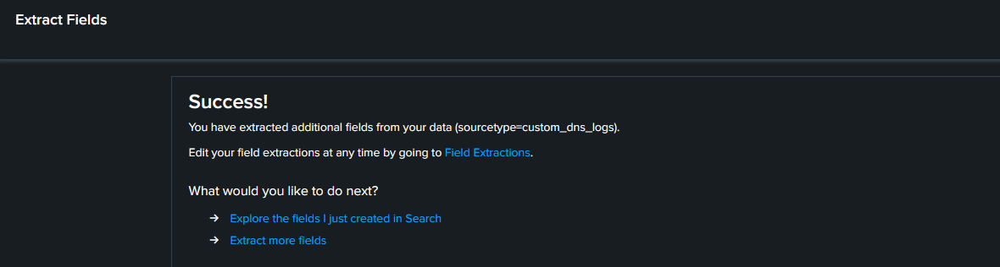 Extract Fields
Success!
You have extracted additional fields from your data (sourcetype=custom_dns_logs).
Edit your field extractions at any time by going to Field Extractions.
What would you like to do next?
→ Explore the fields I just created in Search
→ Extract more fields